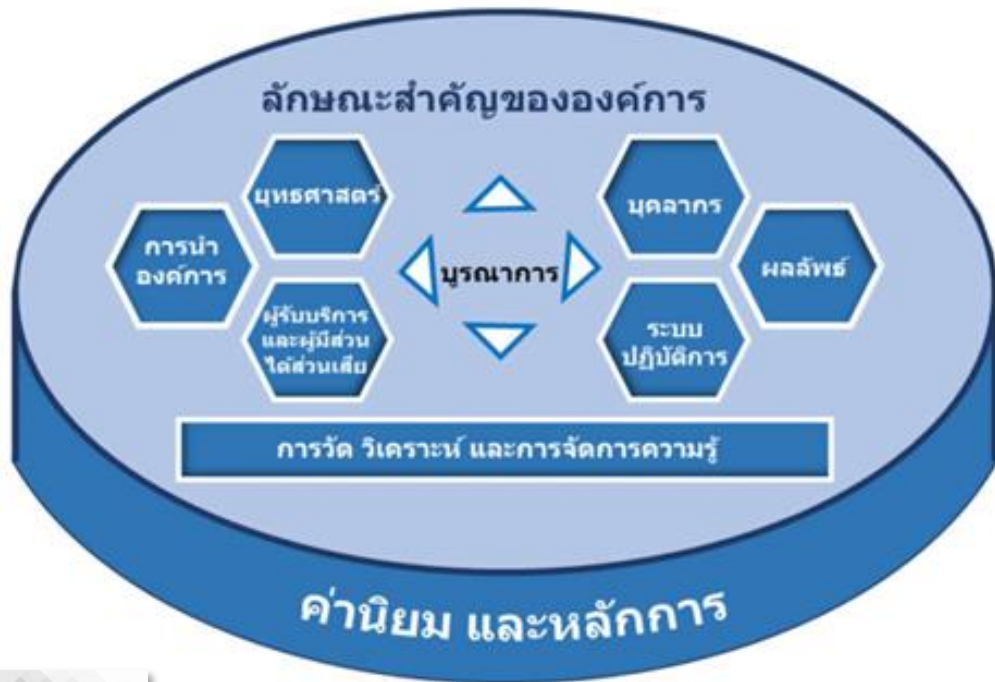 ลักษณะสำคัญขององค์การ
ยุทธศาสตร์
การนำ
องค์การ
ผู้รับบริการ
และผู้มีส่วน
ได้ส่วนเสีย
บูรณาการ
บุคลากร
ผลลัพธ์
ระบบ
ปฏิบัติการ
การวัด วิเคราะห์ และการจัดการความรู้
ค่านิยม และหลักการ